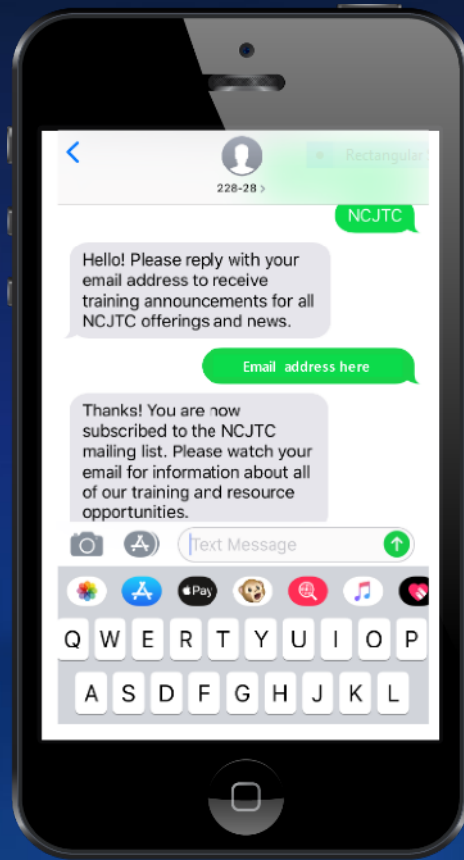 Rectangular
228-28 >
NCJTC
Hello! Please reply with your
email address to receive
training announcements for all
NCJTC offerings and news.
Email address here
Thanks! You are now
subscribed to the NCJTC
mailing list. Please watch your
email for information about all
of our training and resource
opportunities.
Text Message
Pay
Q W E R T Y U I O P
A S D F G H J K L